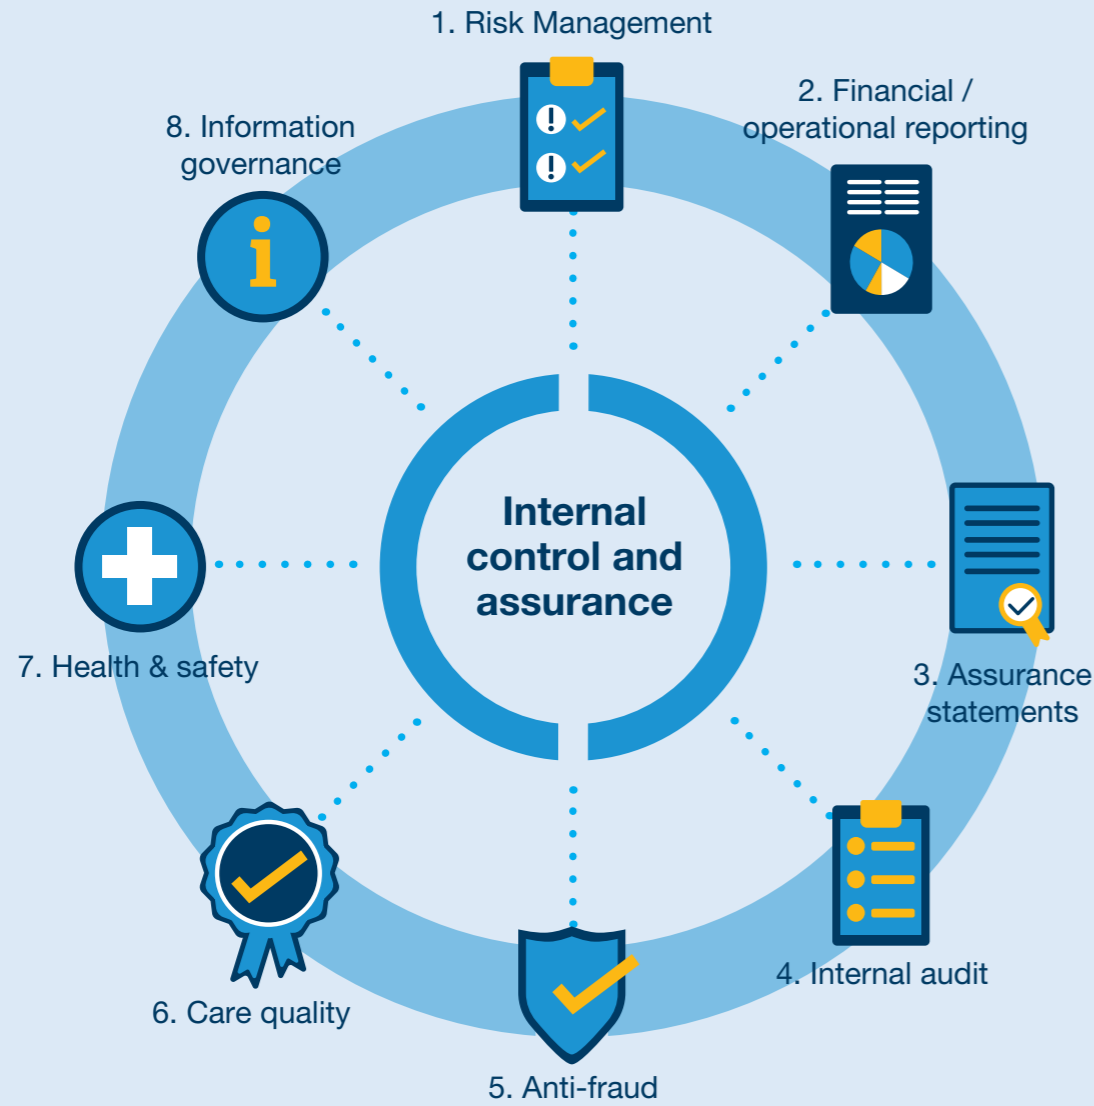 1. Risk Management
2. Financial /
operational reporting
8. Information
governance
i
Internal
control and
assurance
7. Health & safety
3. Assurance
statements
4. Internal audit
6. Care quality
5. Anti-fraud